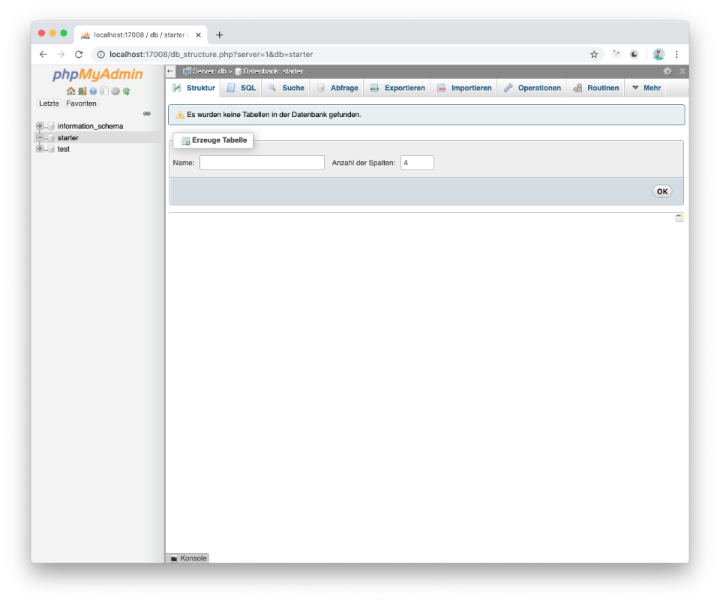 localhost:17008 / db / starter
localhost:17008/db_structure.php?server=1&db=starter
phpMyAdmin
Server: db » Datenbank: starter
Struktur SQL Suche Abfrage Exportieren Importieren Operationen Routinen Mehr
Letzte Favoriten
information_schema
starter
test
Es wurden keine Tabellen in der Datenbank gefunden.
Erzeuge Tabelle
Name: Anzahl der Spalten: 4
OK
Konsole